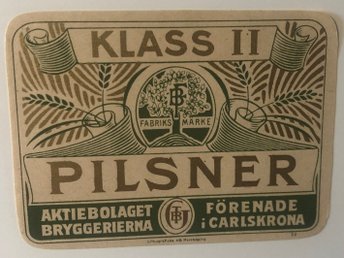 KLASS II
FABRIKS MÄRKE
PILSNER
AKTIEBOLAGET FÖRENADE
BRYGGERIERNA i CARLSKRONA